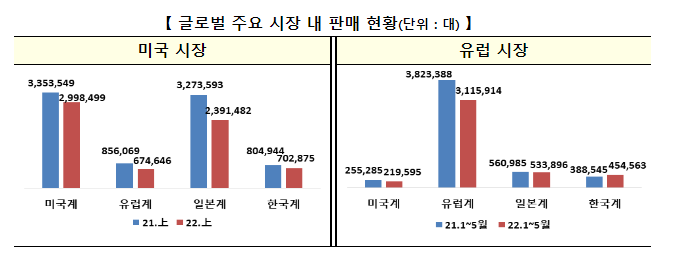 【 글로벌 주요 시장 내 판매 현황(단위 : 대) 】
미국 시장
3,353,549
2,998,499
856,069
674,646
3,273,593
2,391,482
804,944
702,875
미국계 유럽계 일본계 한국계
21.上 22.上
유럽 시장
255,285
219,595
3,823,388
3,115,914
560,985
533,896
388,545
454,563
미국계 유럽계 일본계 한국계
21.1~5월 22.1~5월